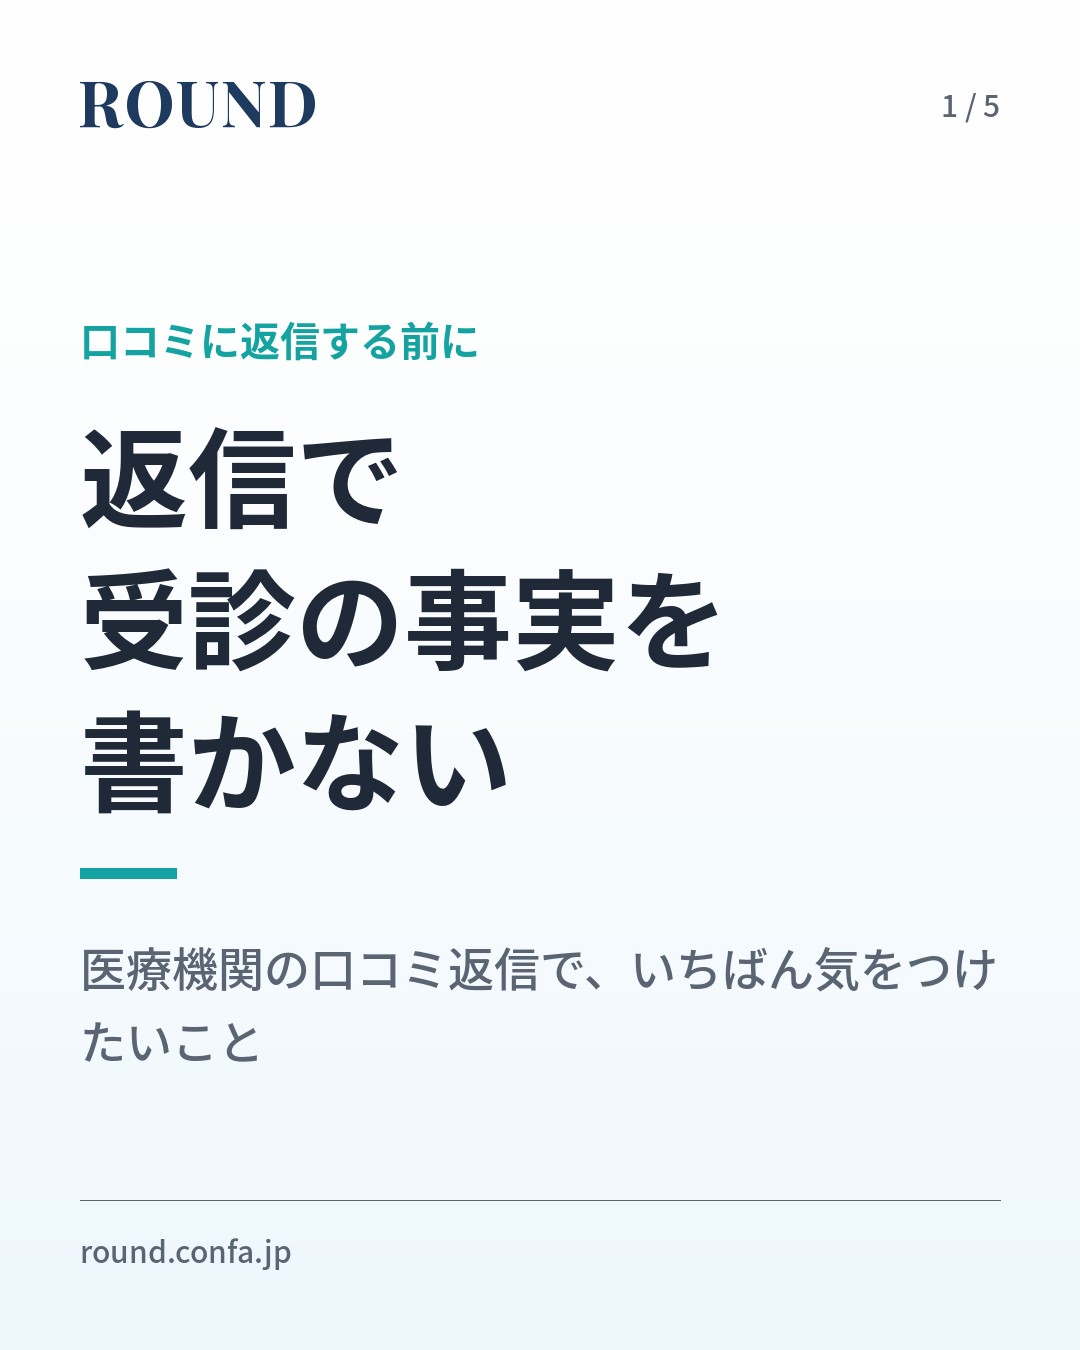 ROUND
1 / 5
口コミに返信する前に
返信で
受診の事実を
書かない
医療機関の口コミ返信で、いちばん気をつけ
たいこと
round.confa.jp